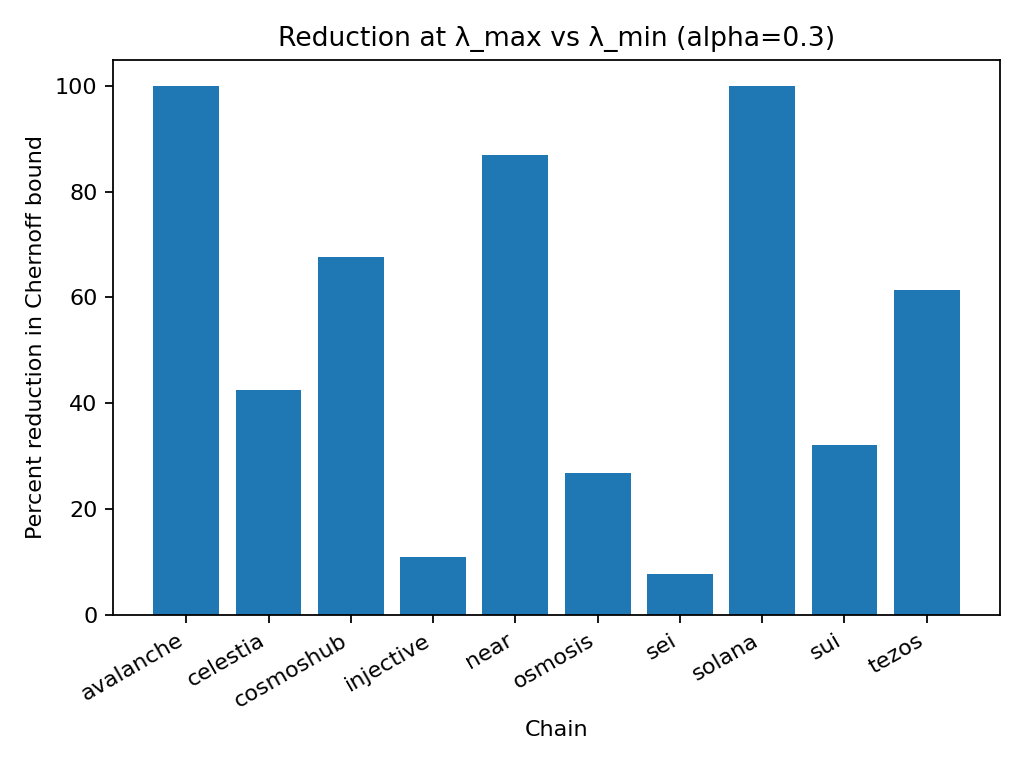 Reduction at λ_max vs λ_min (alpha=0.3)
Percent reduction in Chernoff bound
100
80
60
40
20
0
avalanche
celestia
cosmoshub
injective
near
osmosis
sei
solana
sui
tezos
Chain